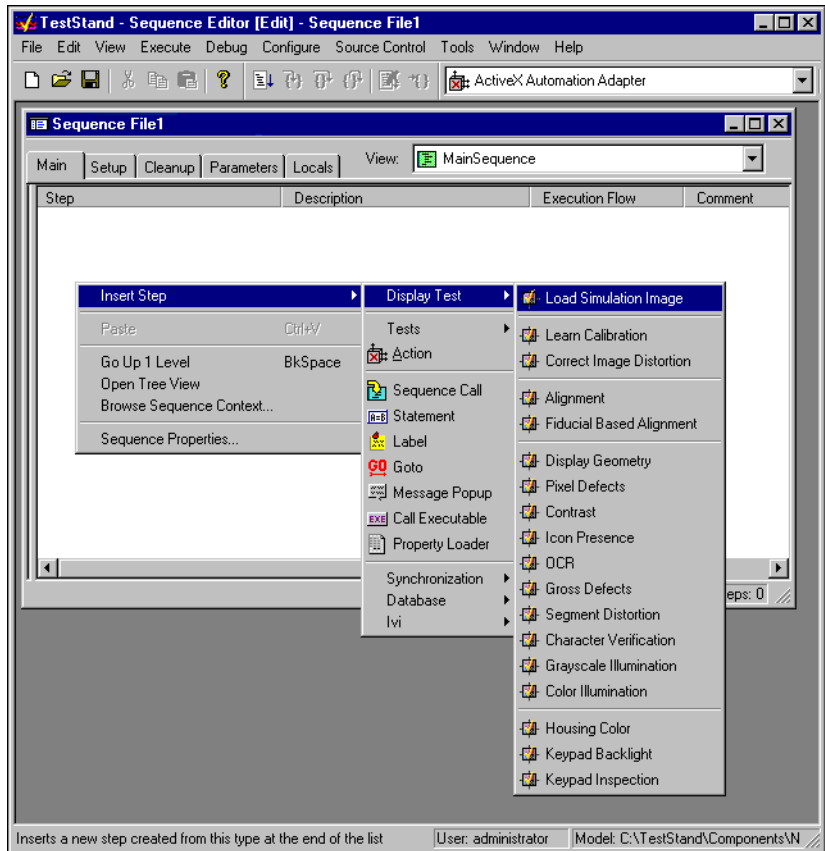 TestStand - Sequence Editor [Edit] - Sequence File1
File Edit View Execute Debug Configure Source Control Tools Window Help
ActiveX Automation Adapter
Sequence File1
Main Setup Cleanup Parameters Locals View: MainSequence
Step Description Execution Flow Comment
Insert Step
Paste Ctrl+V
Go Up 1 Level BkSpace
Open Tree View
Browse Sequence Context...
Sequence Properties...
Display Test
Tests
Action
Sequence Call
A=B Statement
Label
GO Goto
Message Popup
EXE Call Executable
Property Loader
Synchronization
Database
Ivi
Load Simulation Image
Learn Calibration
Correct Image Distortion
Alignment
Fiducial Based Alignment
Display Geometry
Pixel Defects
Contrast
Icon Presence
OCR
Gross Defects
Segment Distortion
Character Verification
Grayscale Illumination
Color Illumination
Housing Color
Keypad Backlight
Keypad Inspection
eps: 0
Inserts a new step created from this type at the end of the list User: administrator Model: C:\TestStand\Components\N